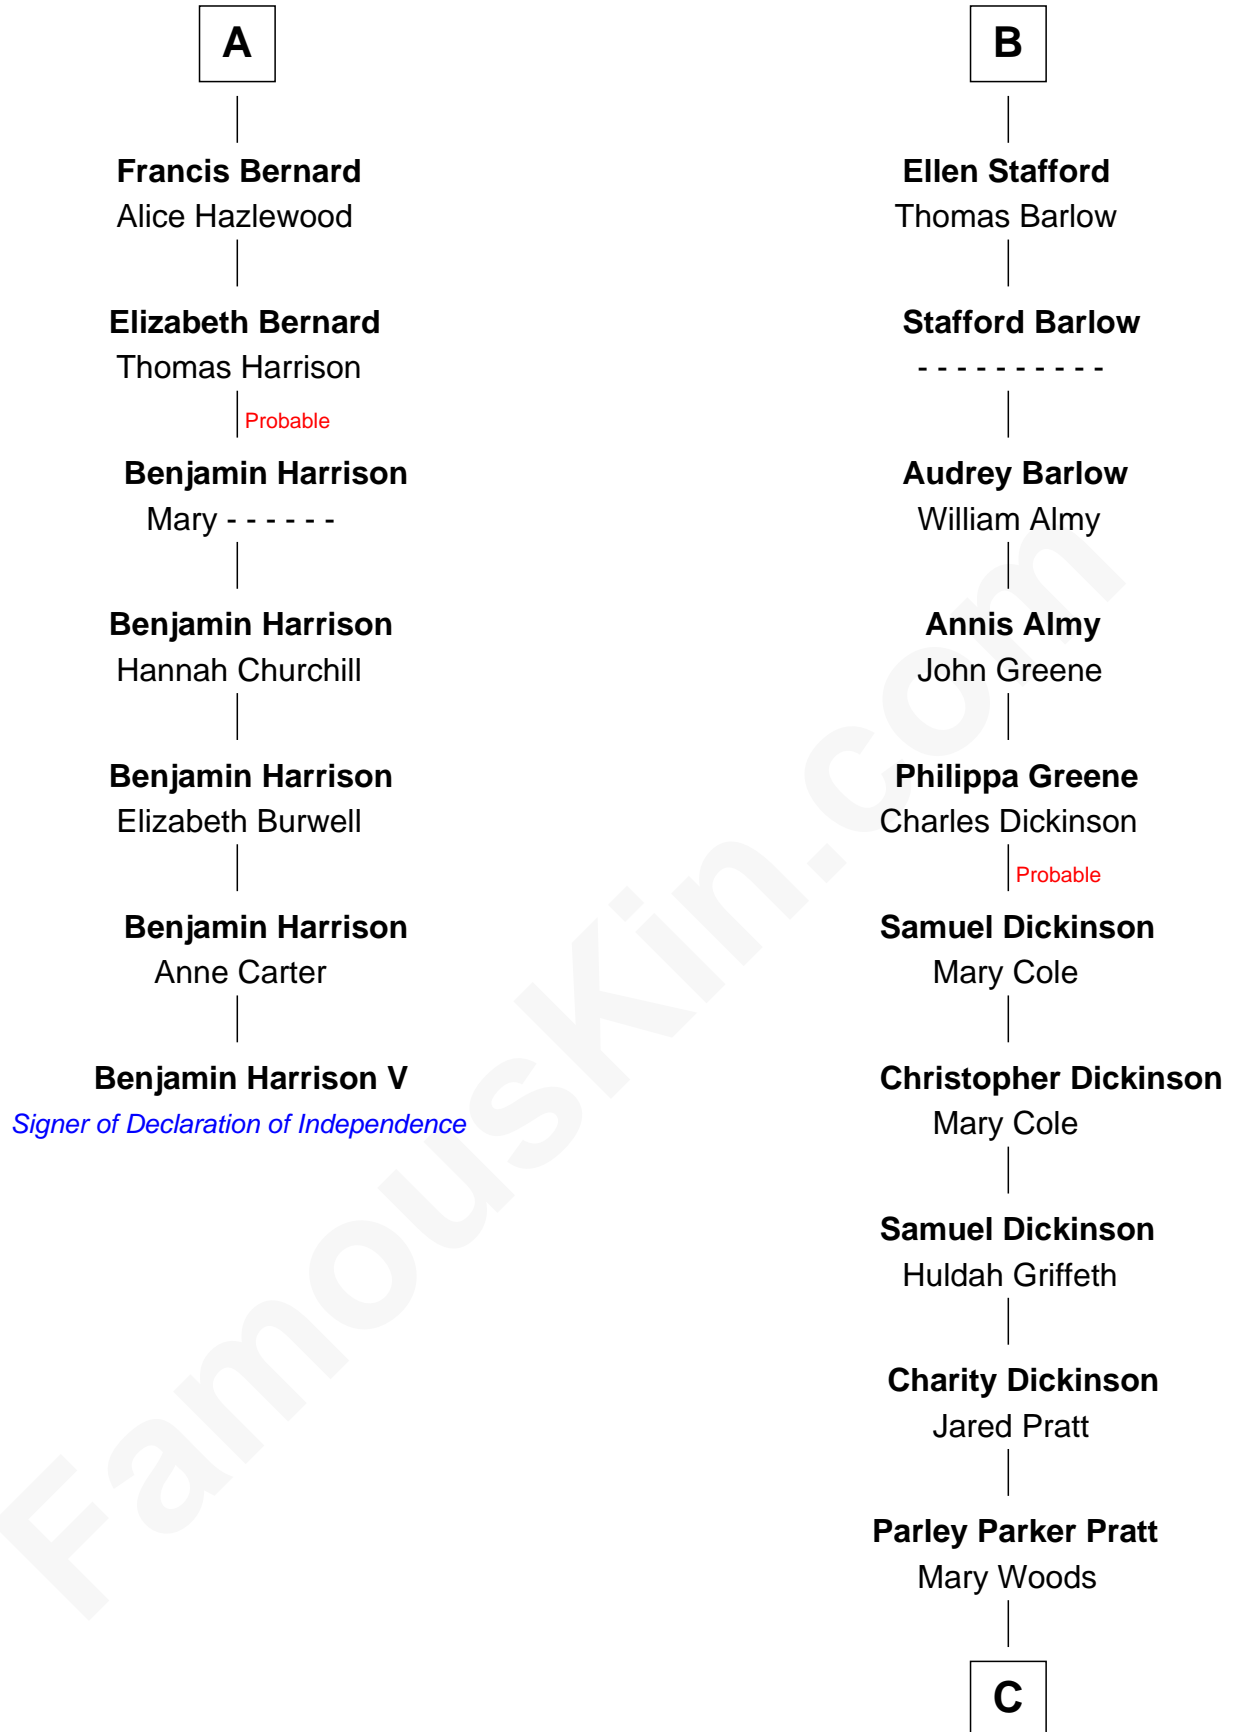 A
Francis Bernard
Alice Hazlewood
Elizabeth Bernard
Thomas Harrison
Probable
Benjamin Harrison
Mary - - - - - -
Benjamin Harrison
Hannah Churchill
Benjamin Harrison
Elizabeth Burwell
Benjamin Harrison
Anne Carter
Benjamin Harrison V
Signer of Declaration of Independence
B
Ellen Stafford
Thomas Barlow
Stafford Barlow
- - - - - - - - - -
Audrey Barlow
William Almy
Annis Almy
John Greene
Philippa Greene
Charles Dickinson
Probable
Samuel Dickinson
Mary Cole
Christopher Dickinson
Mary Cole
Samuel Dickinson
Huldah Griffeth
Charity Dickinson
Jared Pratt
Parley Parker Pratt
Mary Woods
C
FamousKin.com